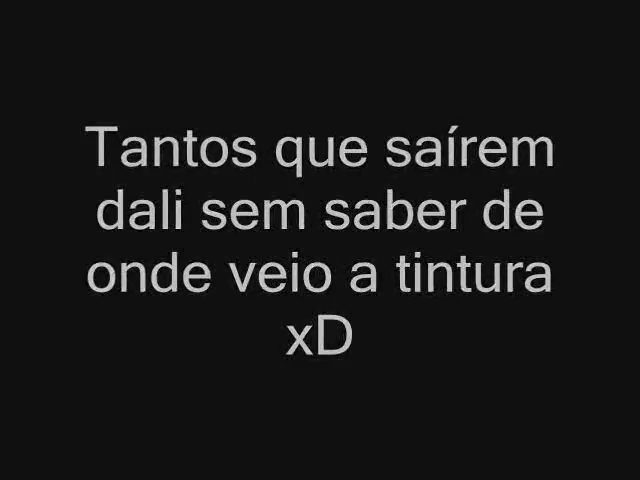 Tantos que saírem
dali sem saber de
onde veio a tintura
xD